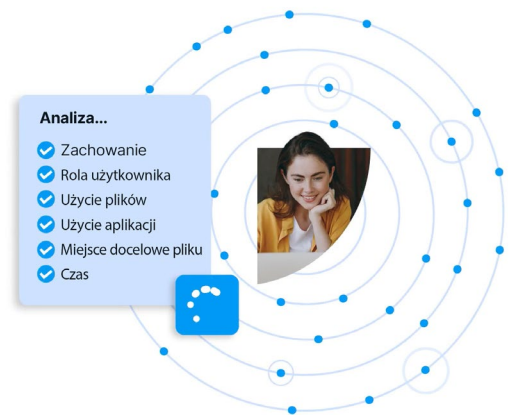 Analiza...
Zachowanie
Rola użytkownika
Użycie plików
Użycie aplikacji
Miejsce docelowe pliku
Czas